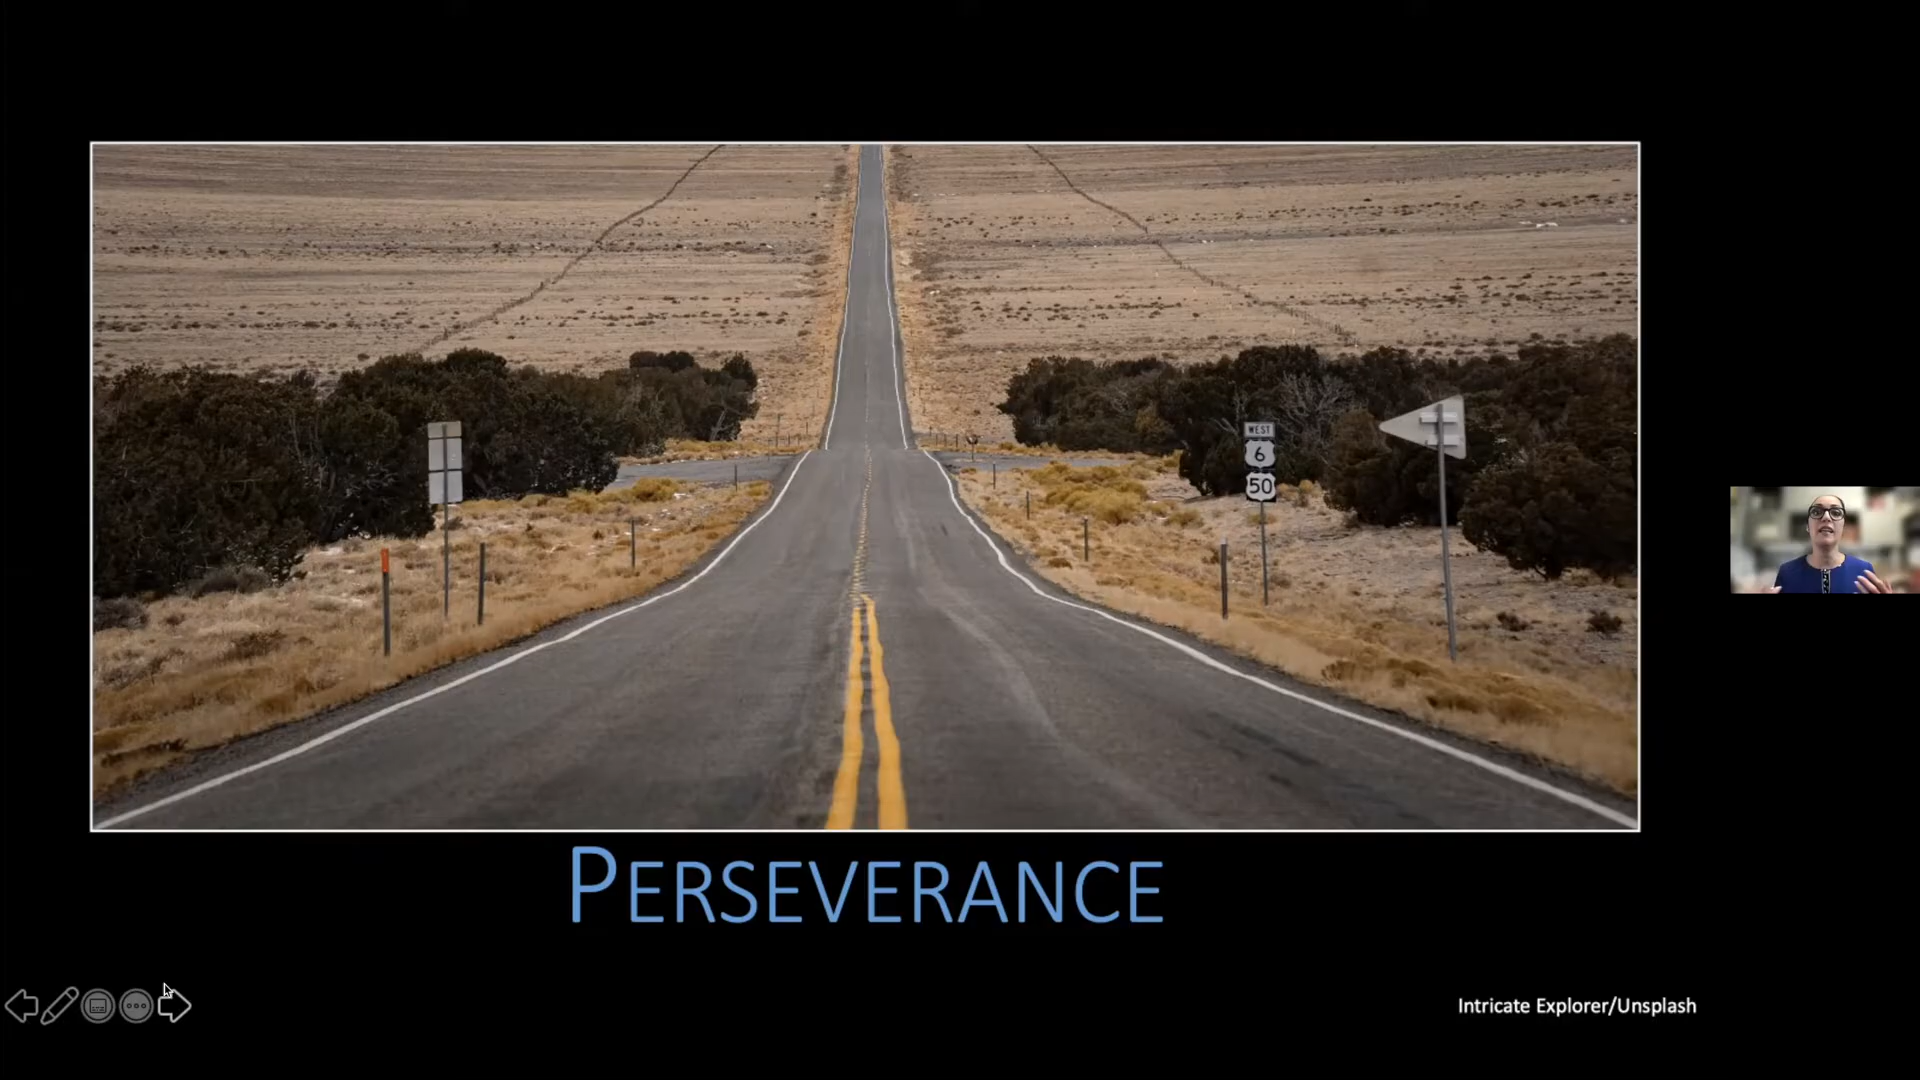 WEST
6
50
PERSEVERANCE
Intricate Explorer/Unsplash